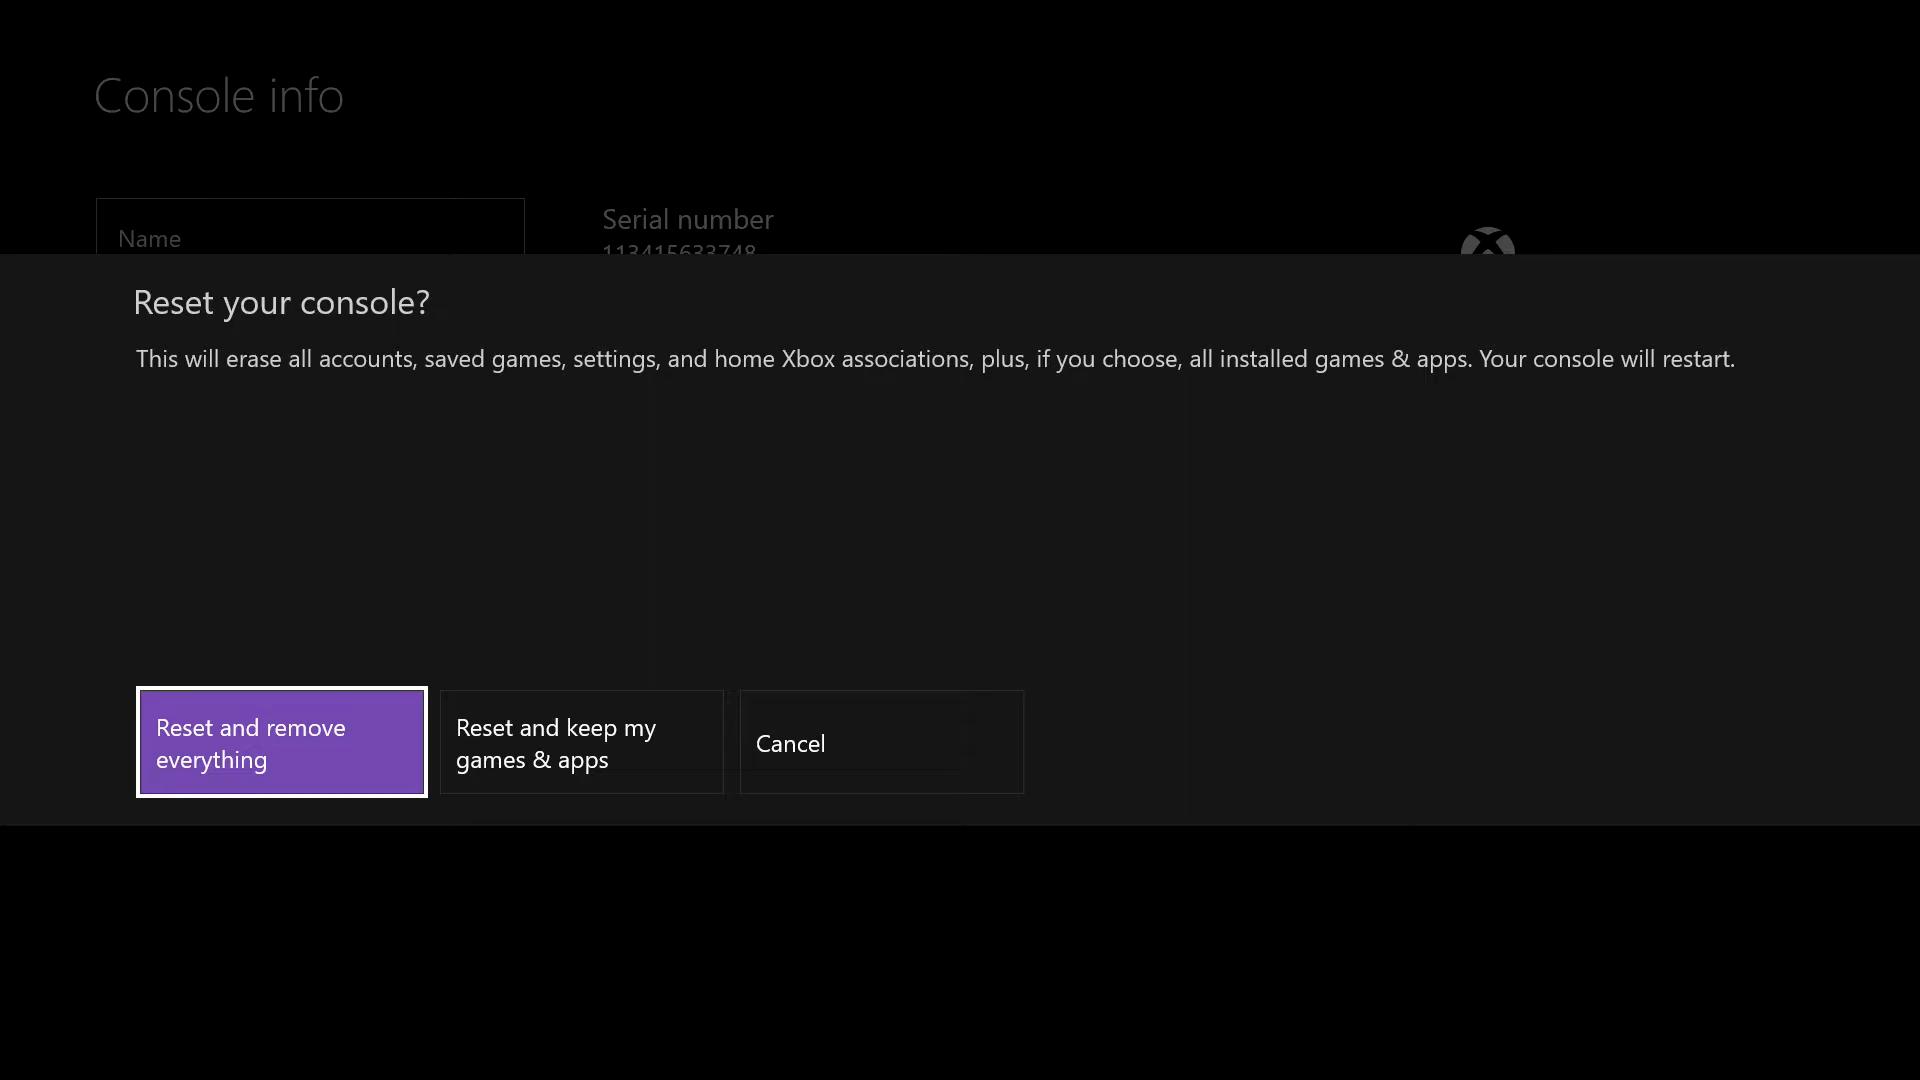 Console info
Name
Serial number
113415633748
Reset your console?
This will erase all accounts, saved games, settings, and home Xbox associations, plus, if you choose, all installed games & apps. Your console will restart.
Reset and remove
everything
Reset and keep my
games & apps
Cancel